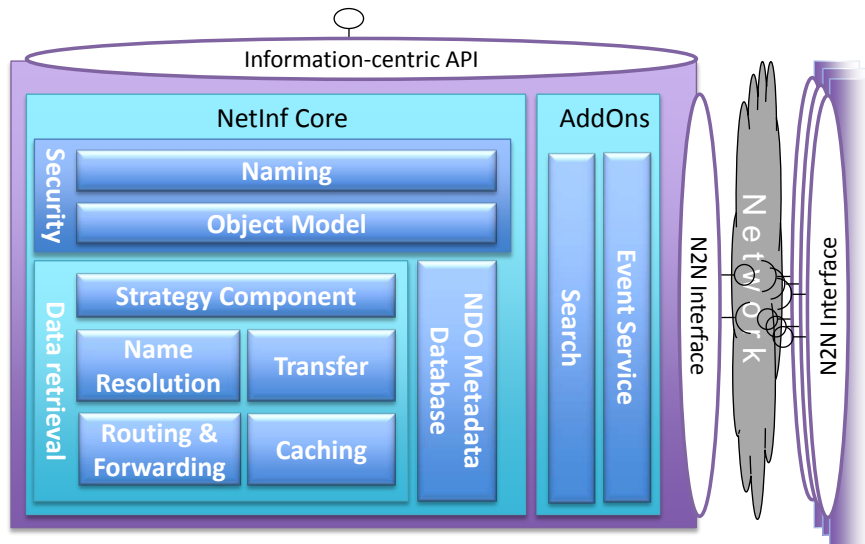 Information-centric API
NetInf Core
AddOns
Security
Naming
Object Model
Data retrieval
Strategy Component
Name
Resolution
Transfer
Routing &
Forwarding
Caching
NDO Metadata
Database
Search
Event Service
N2N Interface
Network
N2N Interface